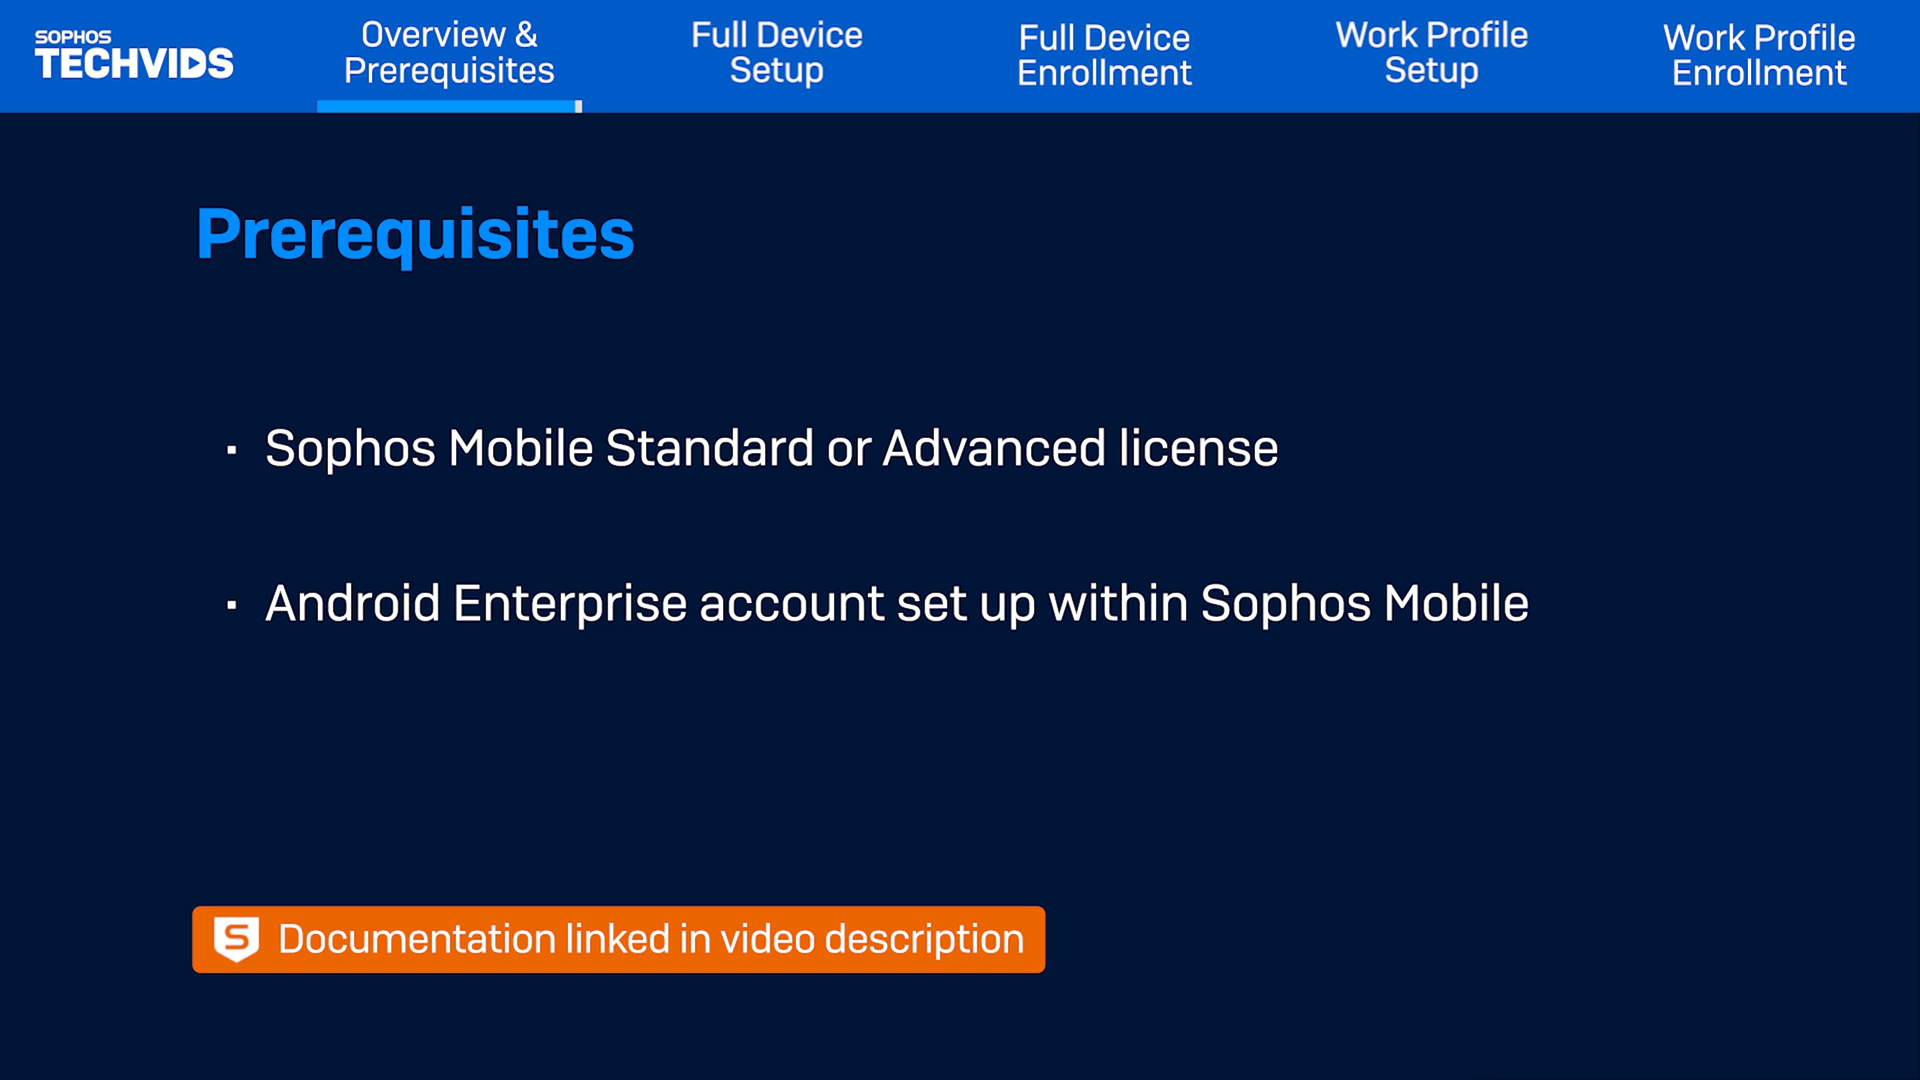 SOPHOS
TECHVIDS
Overview &
Prerequisites
Full Device
Setup
Full Device
Enrollment
Work Profile
Setup
Work Profile
Enrollment
Prerequisites
▪ Sophos Mobile Standard or Advanced license
▪ Android Enterprise account set up within Sophos Mobile
S Documentation linked in video description